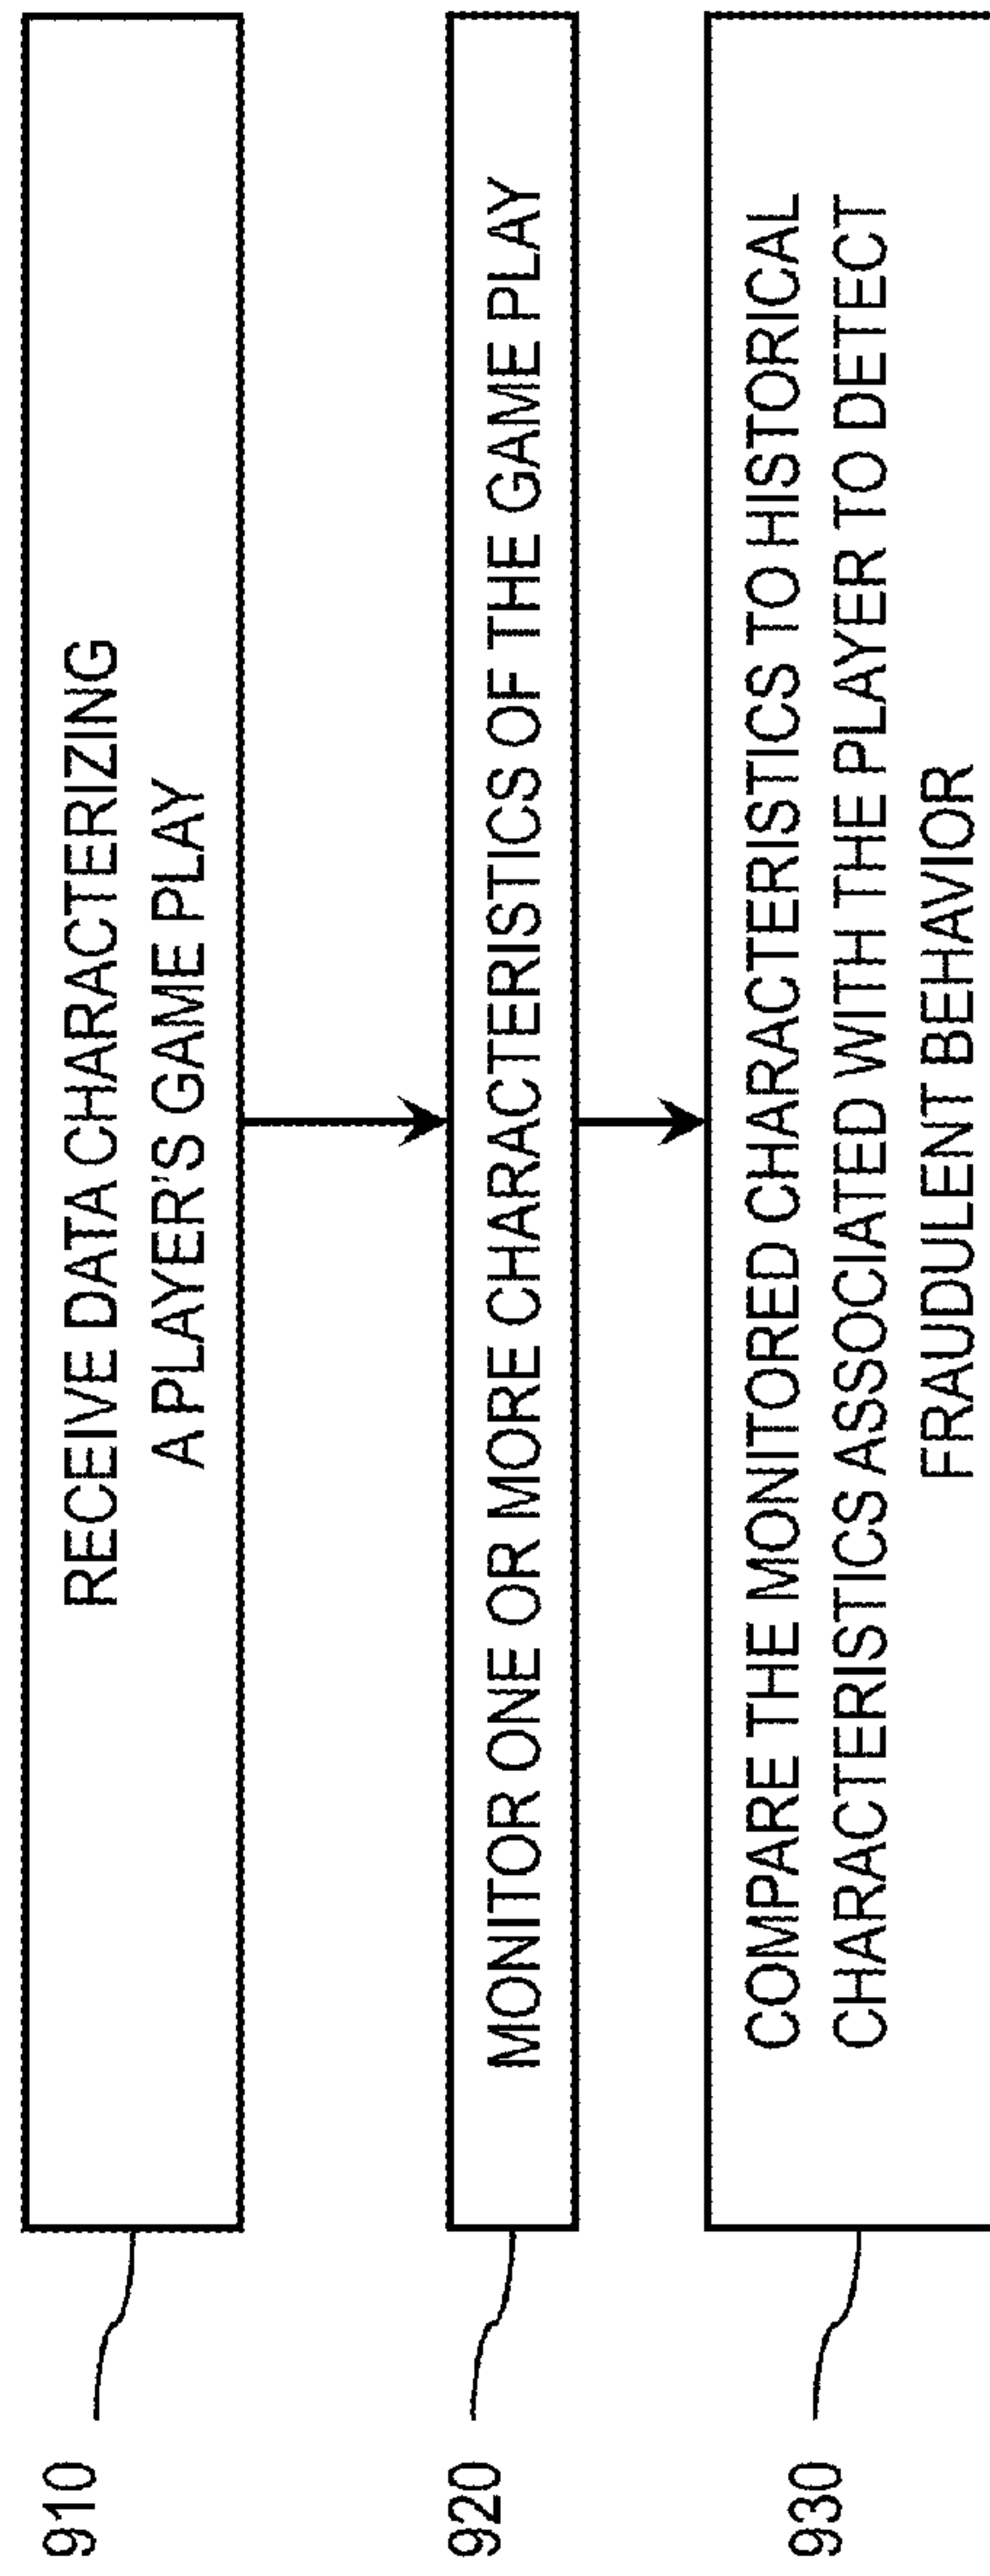 910
RECEIVE DATA CHARACTERIZING
A PLAYER'S GAME PLAY
920
MONITOR ONE OR MORE CHARACTERISTICS OF THE GAME PLAY
930
COMPARE THE MONITORED CHARACTERISTICS TO HISTORICAL
CHARACTERISTICS ASSOCIATED WITH THE PLAYER TO DETECT
FRAUDULENT BEHAVIOR